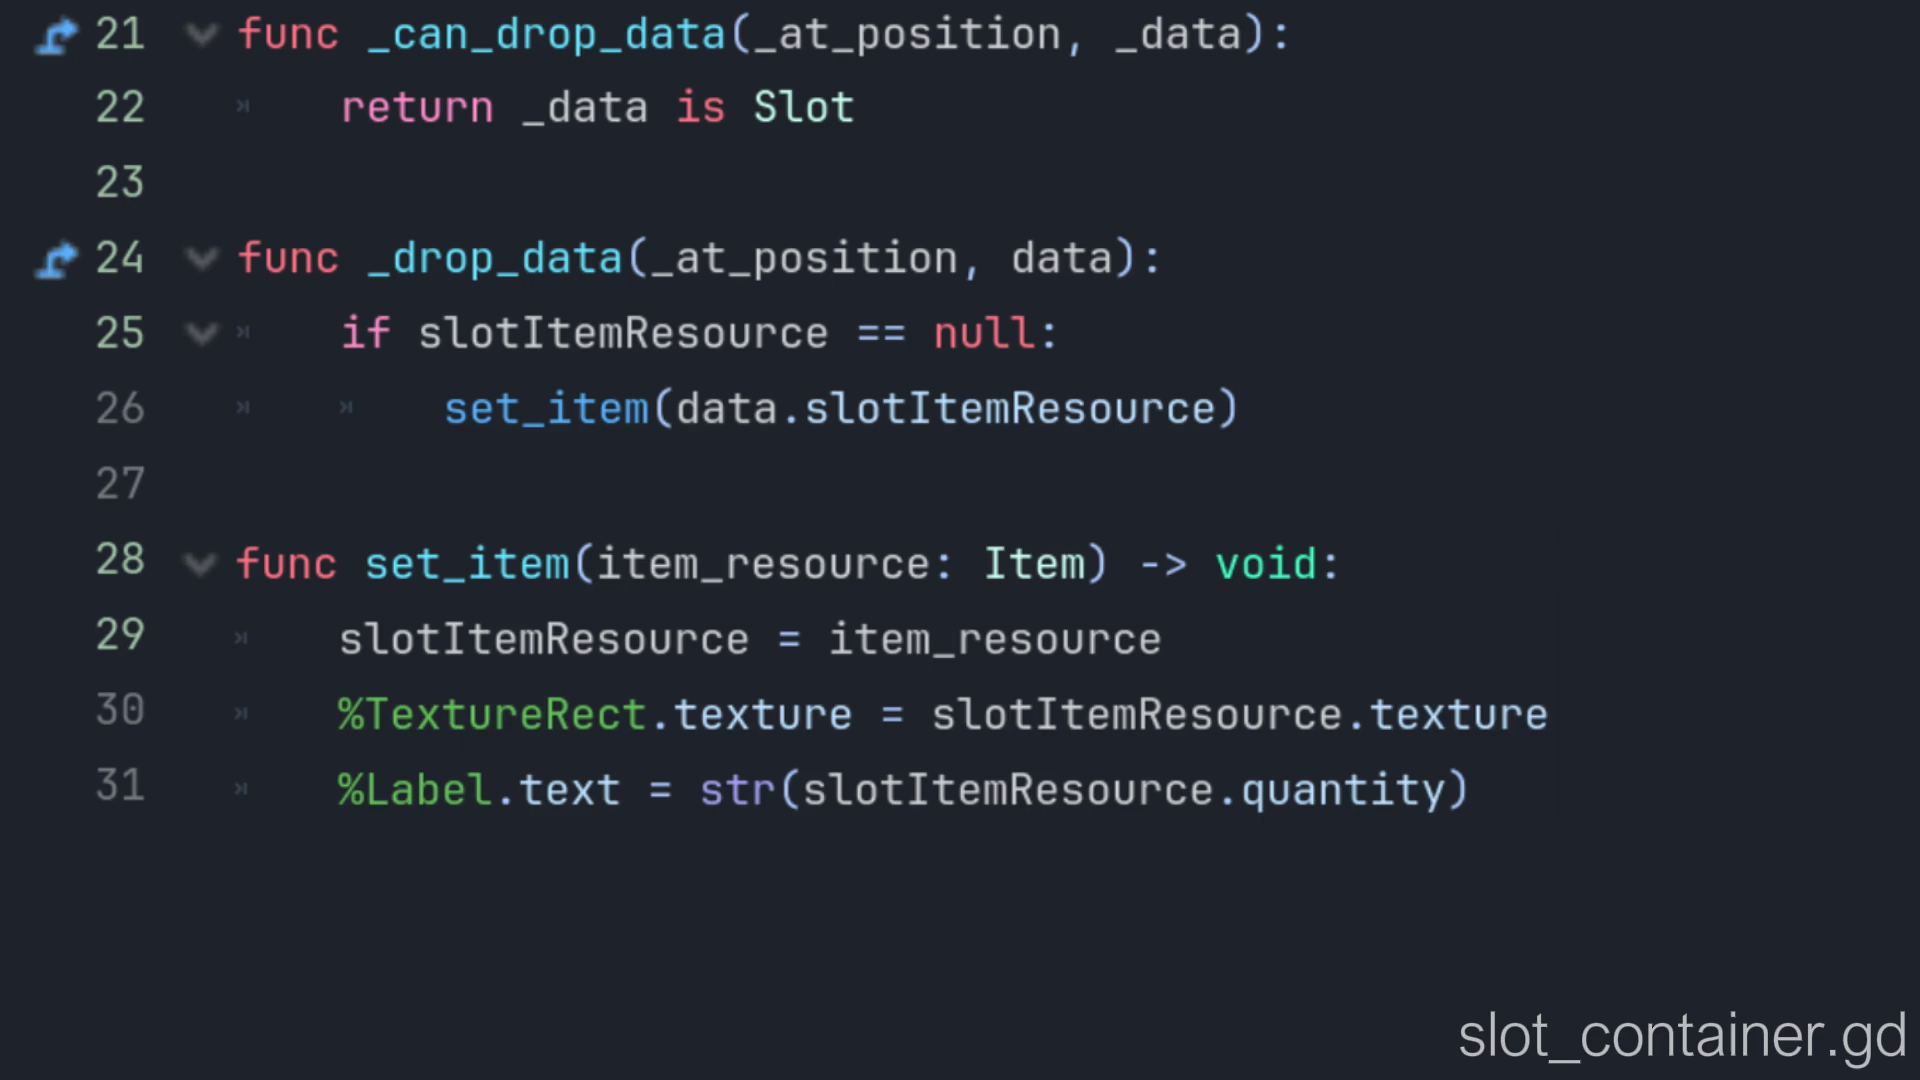 21 func _can_drop_data(_at_position, _data):
22 return _data is Slot
23
24 func _drop_data(_at_position, data):
25 if slotItemResource == null:
26 set_item(data.slotItemResource)
27
28 func set_item(item_resource: Item) -> void:
29 slotItemResource = item_resource
30 %TextureRect.texture = slotItemResource.texture
31 %Label.text = str(slotItemResource.quantity)
slot_container.gd